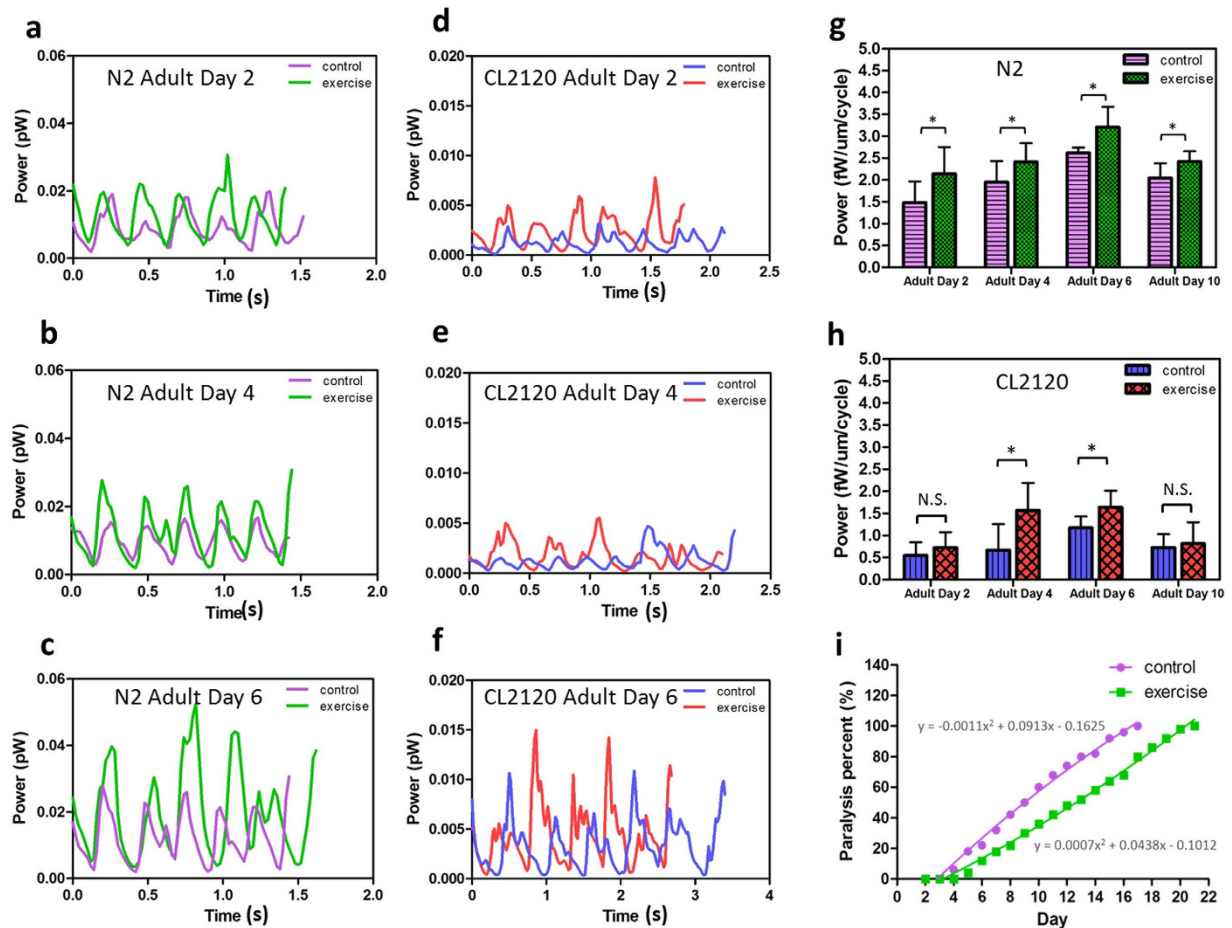 a
N2 Adult Day 2
control
exercise
Power (pW)
0.06
0.04
0.02
0.00
0.0 0.5 1.0 1.5 2.0
Time (s)
b
N2 Adult Day 4
control
exercise
Power (pW)
0.06
0.04
0.02
0.00
0.0 0.5 1.0 1.5 2.0
Time(s)
c
N2 Adult Day 6
control
exercise
Power (pW)
0.06
0.04
0.02
0.00
0.0 0.5 1.0 1.5 2.0
Time (s)
d
CL2120 Adult Day 2
control
exercise
Power (pW)
0.020
0.015
0.010
0.005
0.000
0.0 0.5 1.0 1.5 2.0 2.5
Time (s)
e
CL2120 Adult Day 4
control
exercise
Power (pW)
0.020
0.015
0.010
0.005
0.000
0.0 0.5 1.0 1.5 2.0 2.5
Time (s)
f
CL2120 Adult Day 6
control
exercise
Power (pW)
0.020
0.015
0.010
0.005
0.000
0 1 2 3 4
Time (s)
g
N2
control
exercise
Power (fW/um/cycle)
5.0
4.5
4.0
3.5
3.0
2.5
2.0
1.5
1.0
0.5
0.0
* * * *
Adult Day 2 Adult Day 4 Adult Day 6 Adult Day 10
h
CL2120
control
exercise
Power (fW/um/cycle)
5.0
4.5
4.0
3.5
3.0
2.5
2.0
1.5
1.0
0.5
0.0
N.S. * * N.S.
Adult Day 2 Adult Day 4 Adult Day 6 Adult Day 10
i
control
exercise
Paralysis percent (%)
140
120
100
80
60
40
20
0
y = -0.0011x² + 0.0913x - 0.1625
y = 0.0007x² + 0.0438x - 0.1012
0 2 4 6 8 10 12 14 16 18 20 22
Day